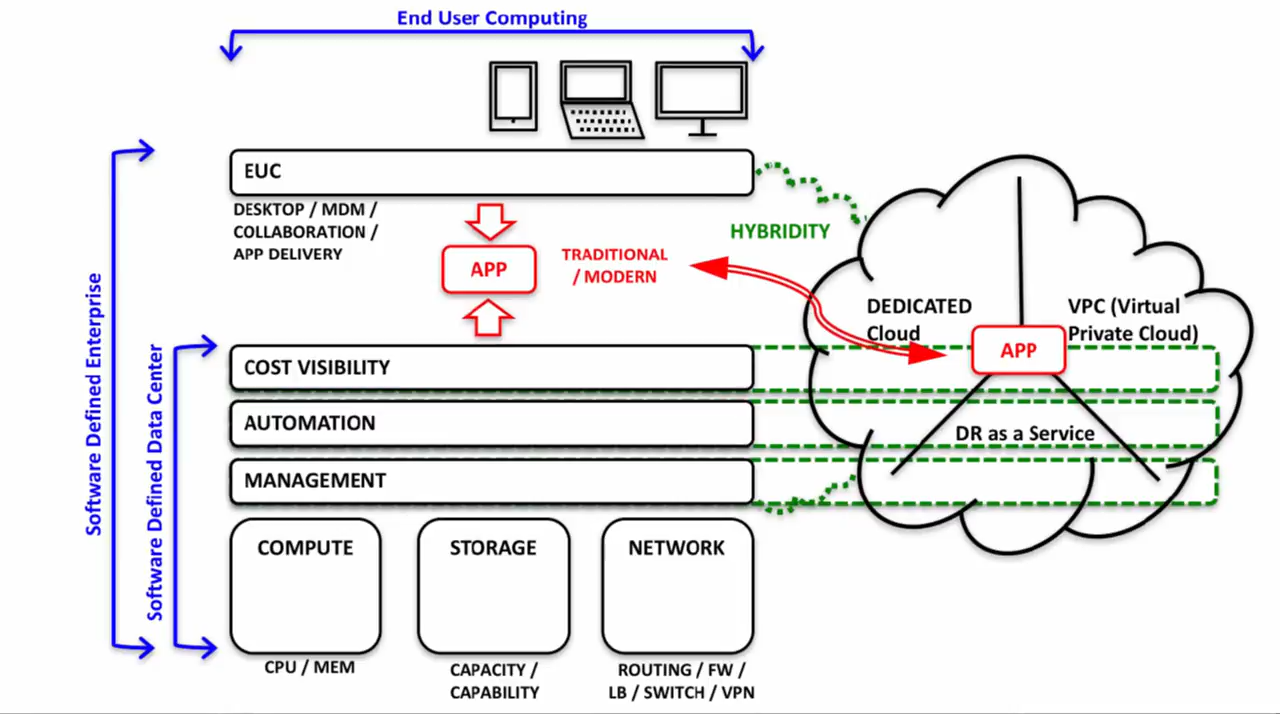 End User Computing
EUC
DESKTOP / MDM /
COLLABORATION /
APP DELIVERY
APP
TRADITIONAL
/ MODERN
HYBRIDITY
DEDICATED
Cloud
VPC (Virtual
Private Cloud)
APP
DR as a Service
Software Defined Enterprise
Software Defined Data Center
COST VISIBILITY
AUTOMATION
MANAGEMENT
COMPUTE
STORAGE
NETWORK
CPU / MEM
CAPACITY /
CAPABILITY
ROUTING / FW /
LB / SWITCH / VPN